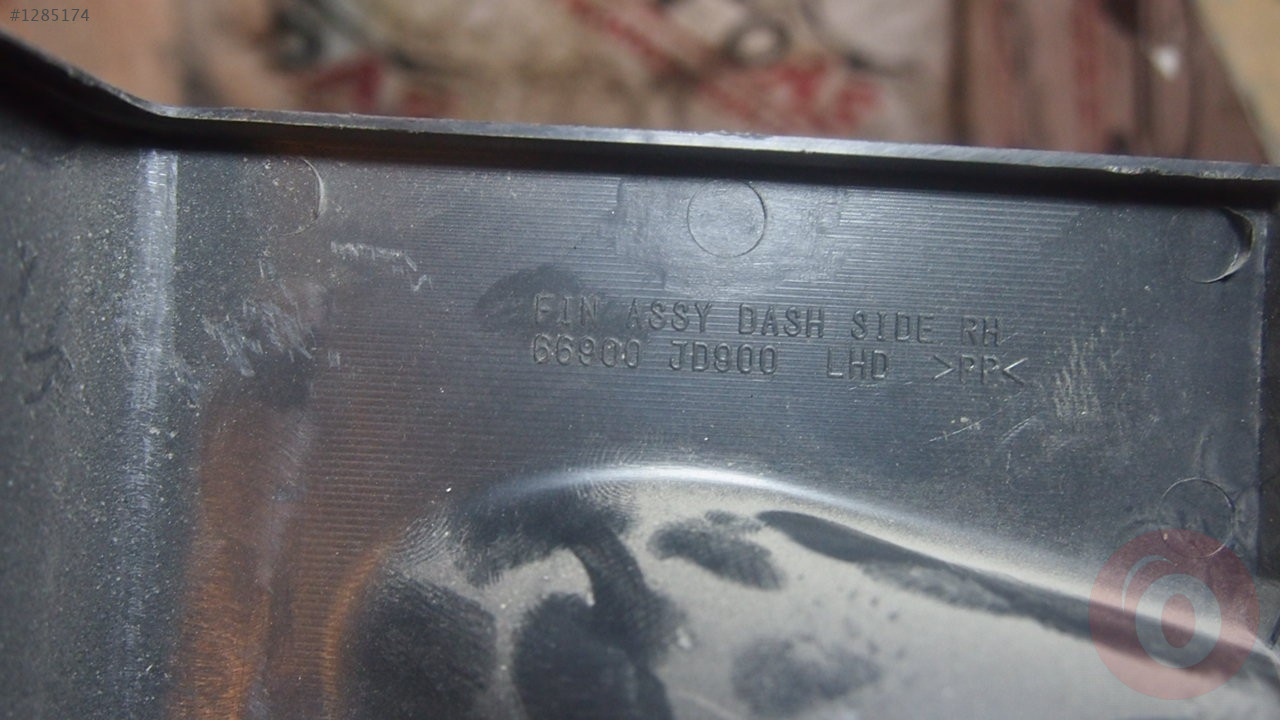 #1285174
FIN ASSY DASH SIDE RH
66900 JD900 LHD >PP<